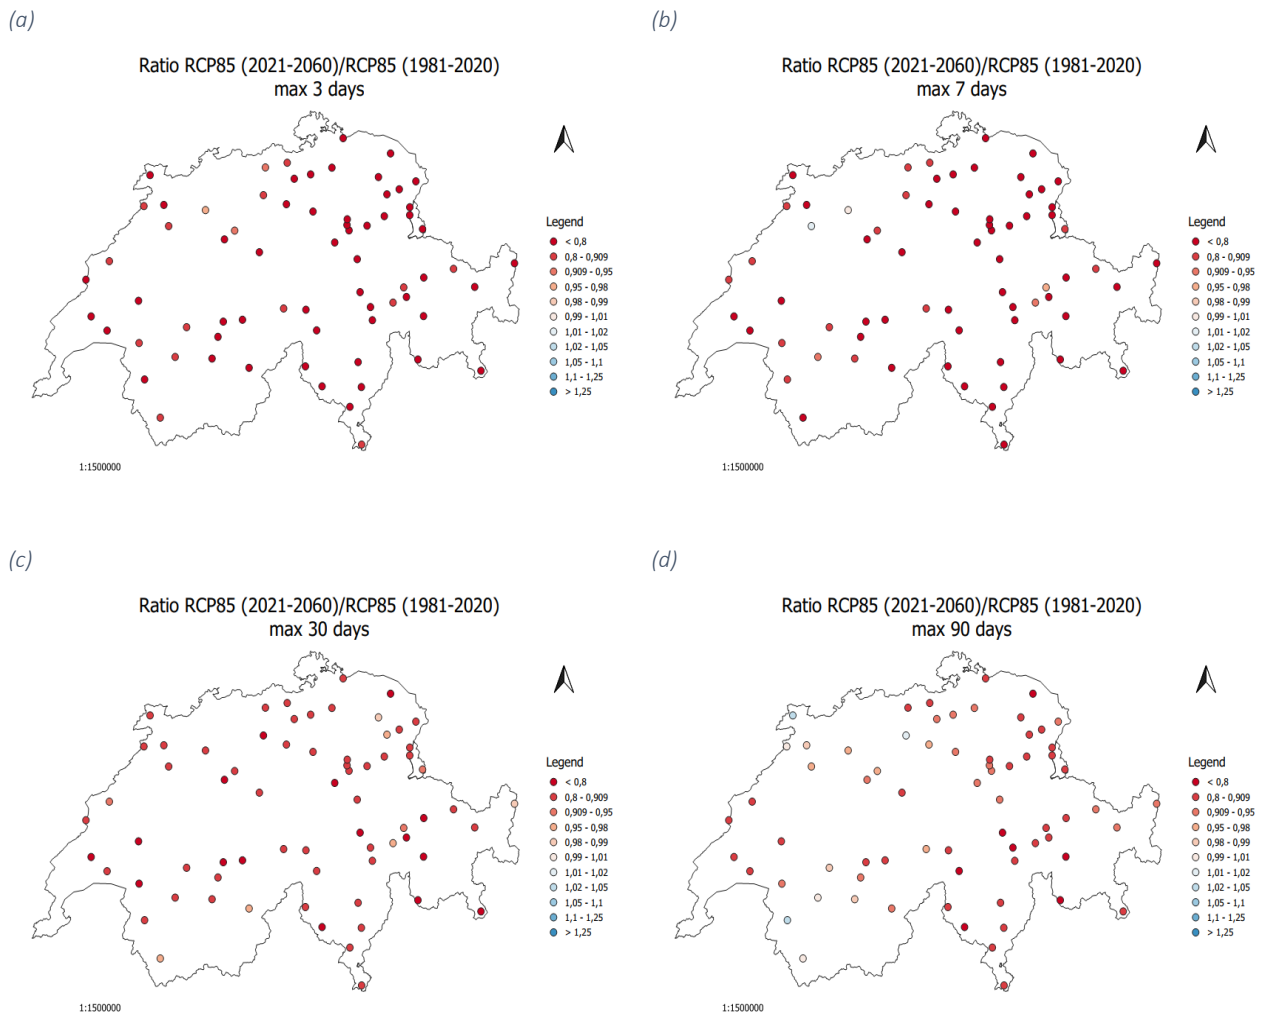 (a)
Ratio RCP85 (2021-2060)/RCP85 (1981-2020)
max 3 days
Legend
< 0,8
0,8 - 0,909
0,909 - 0,95
0,95 - 0,98
0,98 - 0,99
0,99 - 1,01
1,01 - 1,02
1,02 - 1,05
1,05 - 1,1
1,1 - 1,25
> 1,25
1:1500000
(b)
Ratio RCP85 (2021-2060)/RCP85 (1981-2020)
max 7 days
Legend
< 0,8
0,8 - 0,909
0,909 - 0,95
0,95 - 0,98
0,98 - 0,99
0,99 - 1,01
1,01 - 1,02
1,02 - 1,05
1,05 - 1,1
1,1 - 1,25
> 1,25
1:1500000
(c)
Ratio RCP85 (2021-2060)/RCP85 (1981-2020)
max 30 days
Legend
< 0,8
0,8 - 0,909
0,909 - 0,95
0,95 - 0,98
0,98 - 0,99
0,99 - 1,01
1,01 - 1,02
1,02 - 1,05
1,05 - 1,1
1,1 - 1,25
> 1,25
1:1500000
(d)
Ratio RCP85 (2021-2060)/RCP85 (1981-2020)
max 90 days
Legend
< 0,8
0,8 - 0,909
0,909 - 0,95
0,95 - 0,98
0,98 - 0,99
0,99 - 1,01
1,01 - 1,02
1,02 - 1,05
1,05 - 1,1
1,1 - 1,25
> 1,25
1:1500000